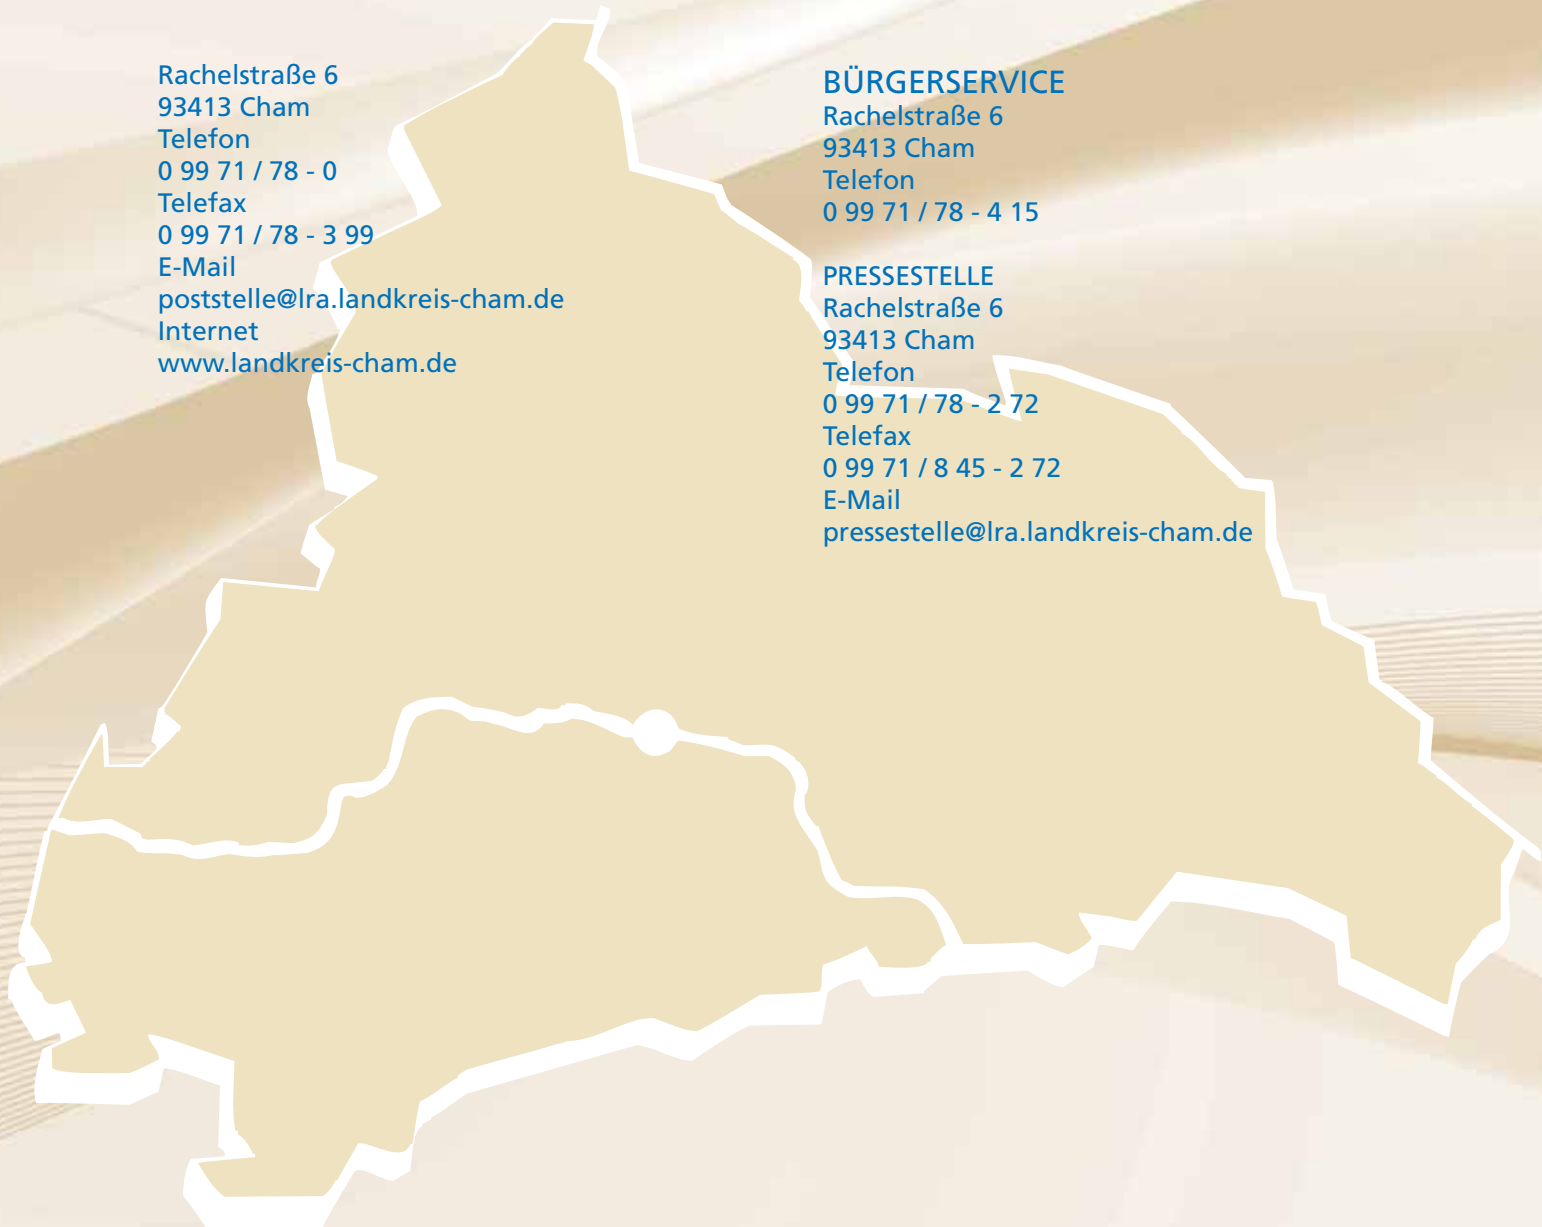 Rachelstraße 6
93413 Cham
Telefon
0 99 71 / 78 - 0
Telefax
0 99 71 / 78 - 3 99
E-Mail
poststelle@lra.landkreis-cham.de
Internet
www.landkreis-cham.de
BÜRGERSERVICE
Rachelstraße 6
93413 Cham
Telefon
0 99 71 / 78 - 4 15
PRESSESTELLE
Rachelstraße 6
93413 Cham
Telefon
0 99 71 / 78 - 2 72
Telefax
0 99 71 / 8 45 - 2 72
E-Mail
pressestelle@lra.landkreis-cham.de